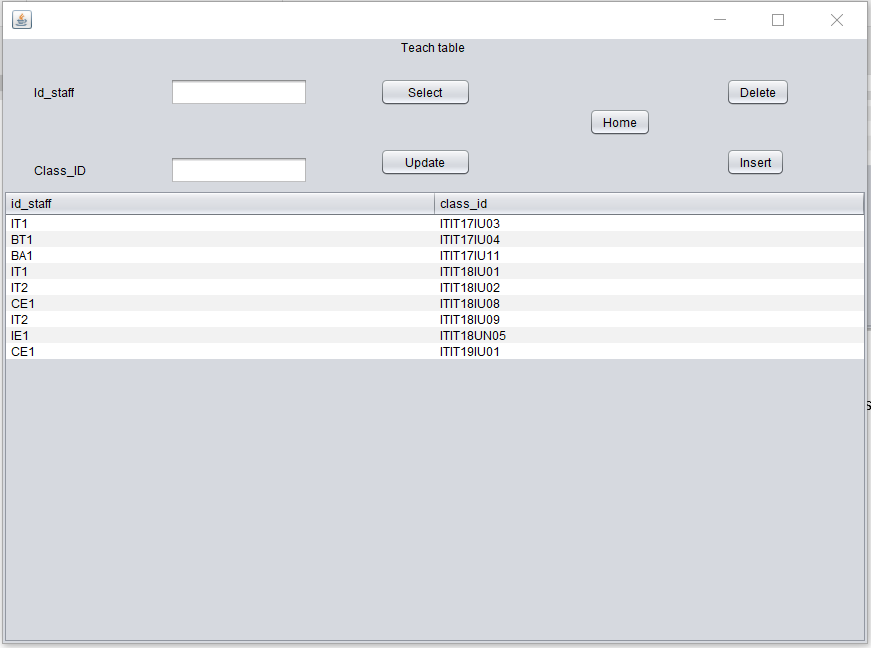 Teach table
Id_staff Select Delete
Home
Class_ID Update Insert
id_staff class_id
IT1 ITIT17IU03
BT1 ITIT17IU04
BA1 ITIT17IU11
IT1 ITIT18IU01
IT2 ITIT18IU02
CE1 ITIT18IU08
IT2 ITIT18IU09
IE1 ITIT18UN05
CE1 ITIT19IU01